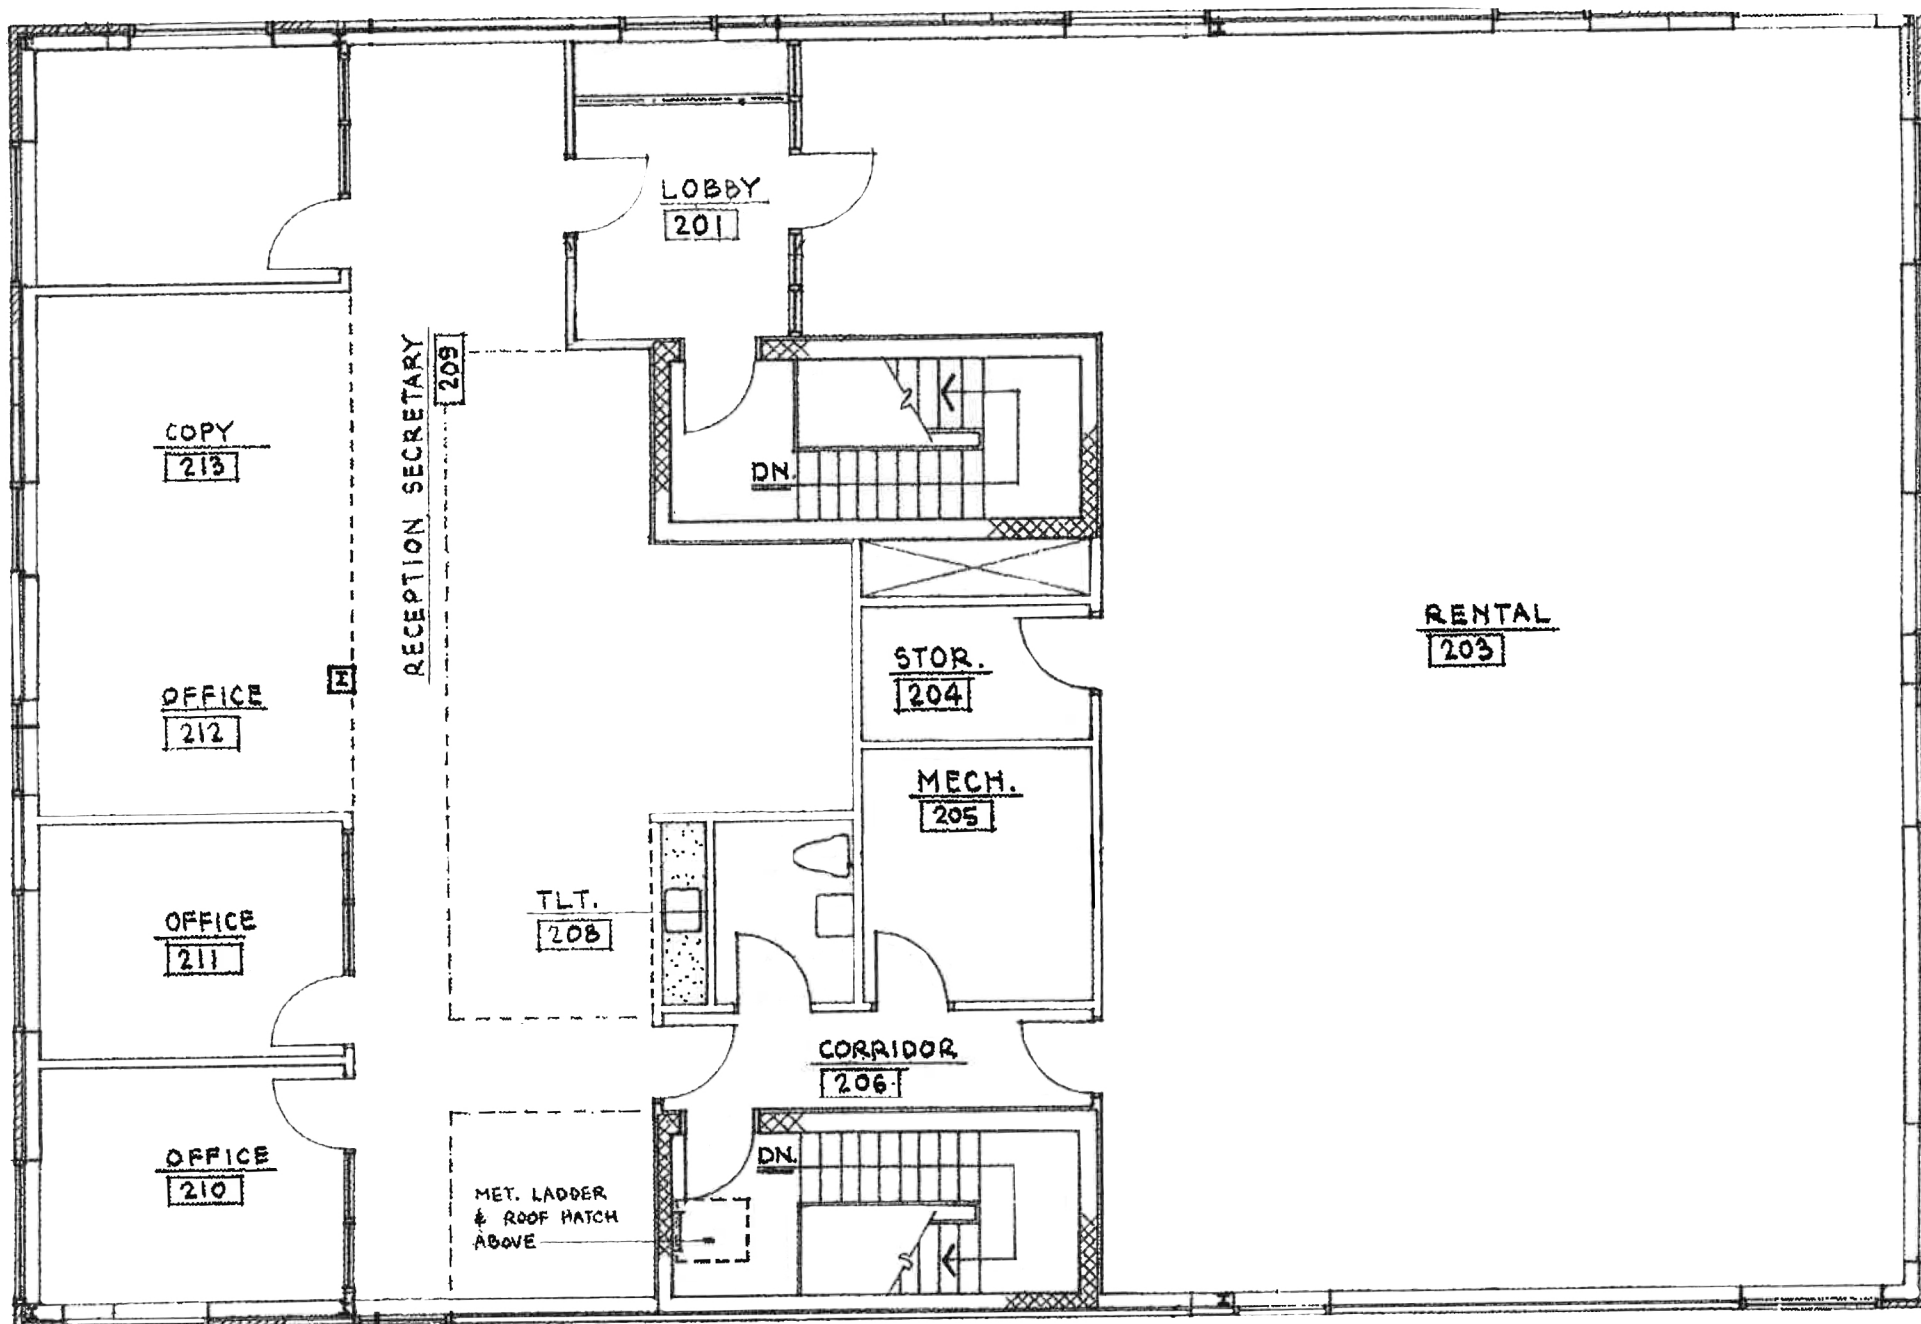 LOBBY
201
RECEPTION SECRETARY
209
COPY
213
DN.
RENTAL
203
STOR.
204
OFFICE
212
MECH.
205
TLT.
208
OFFICE
211
CORRIDOR
206
DN.
OFFICE
210
MET. LADDER
& ROOF HATCH
ABOVE